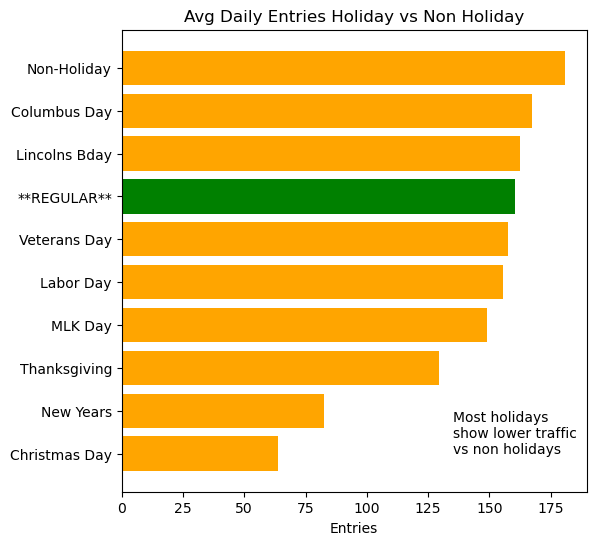 Avg Daily Entries Holiday vs Non Holiday
Non-Holiday
Columbus Day
Lincolns Bday
**REGULAR**
Veterans Day
Labor Day
MLK Day
Thanksgiving
New Years
Christmas Day
Most holidays
show lower traffic
vs non holidays
0 25 50 75 100 125 150 175
Entries